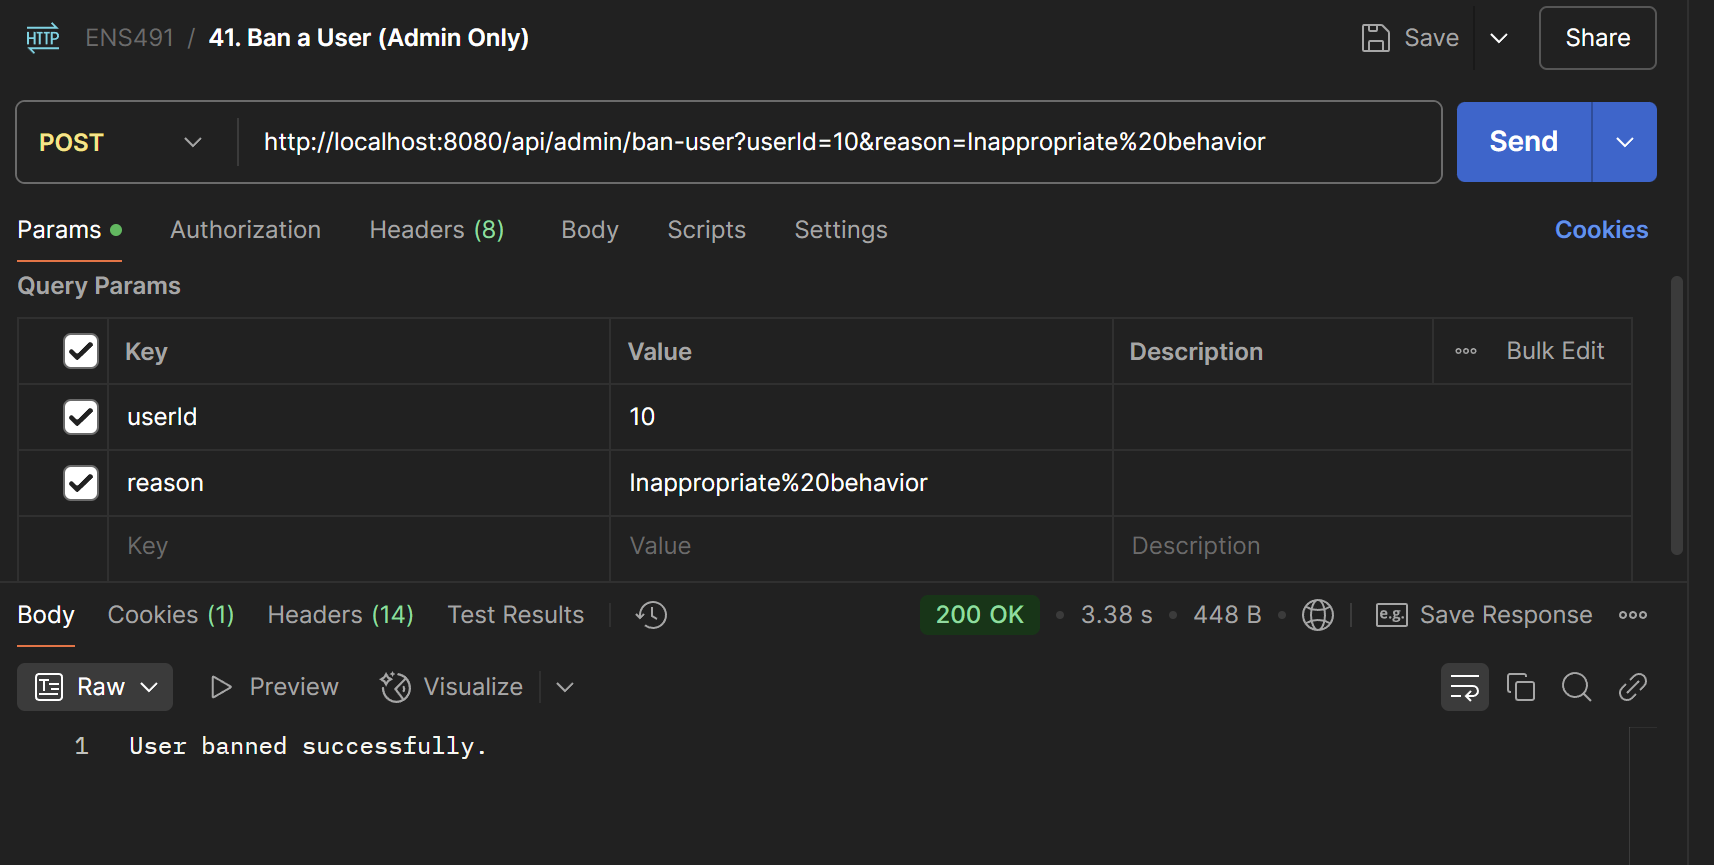 HTTP ENS491 / 41. Ban a User (Admin Only) Save Share
POST http://localhost:8080/api/admin/ban-user?userId=10&reason=Inappropriate%20behavior Send
Params Authorization Headers (8) Body Scripts Settings Cookies
Query Params
Key Value Description Bulk Edit
userId 10
reason Inappropriate%20behavior
Key Value Description
Body Cookies (1) Headers (14) Test Results 200 OK • 3.38 s • 448 B • e.g. Save Response
Raw Preview Visualize
1 User banned successfully.